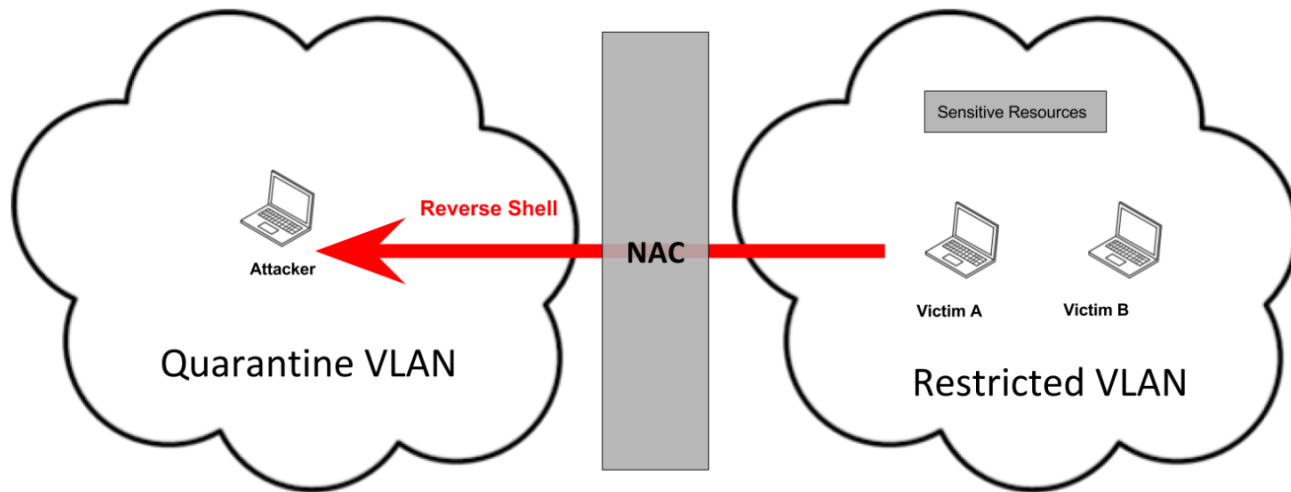 Sensitive Resources
Reverse Shell
NAC
Attacker
Victim A
Victim B
Quarantine VLAN
Restricted VLAN